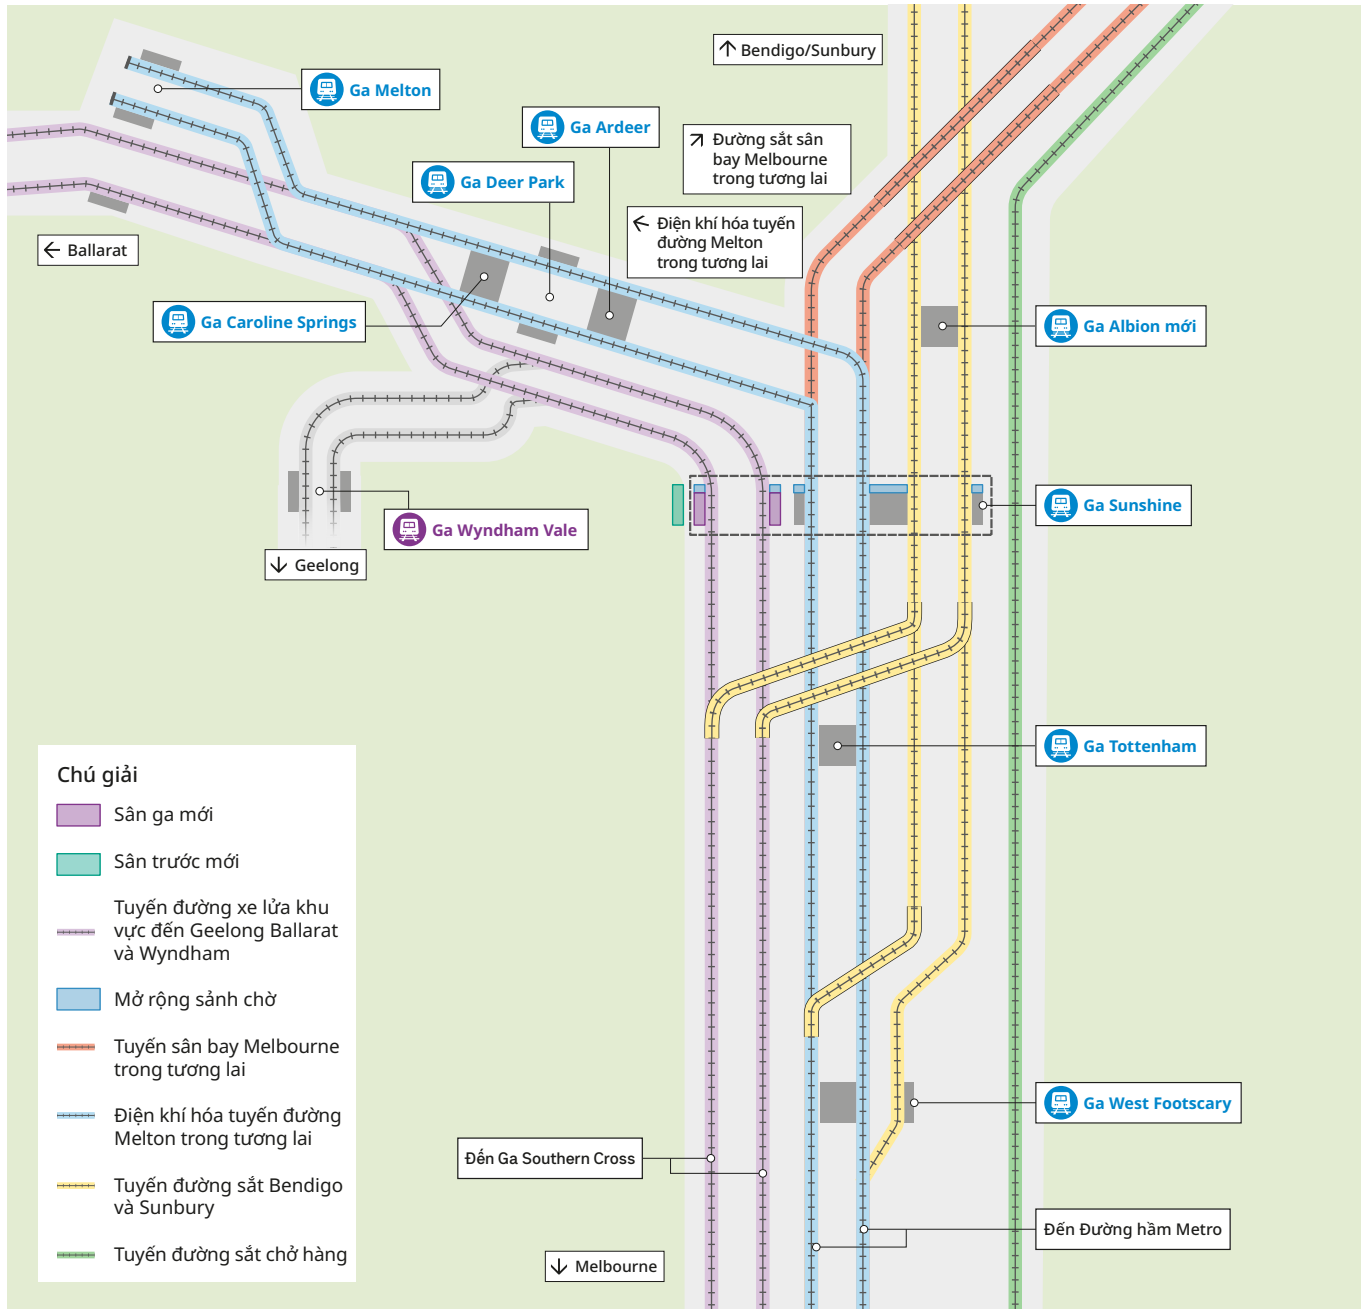 Bendigo/Sunbury
Ga Melton
Ga Ardeer
Đường sắt sân
bay Melbourne
trong tương lai
Ga Deer Park
Điện khí hóa tuyến
đường Melton
trong tương lai
Ballarat
Ga Caroline Springs
Ga Albion mới
Ga Sunshine
Ga Wyndham Vale
Geelong
Ga Tottenham
Chú giải
Sân ga mới
Sân trước mới
Tuyến đường xe lửa khu
vực đến Geelong Ballarat
và Wyndham
Mở rộng sảnh chờ
Tuyến sân bay Melbourne
trong tương lai
Điện khí hóa tuyến đường
Melton trong tương lai
Tuyến đường sắt Bendigo
và Sunbury
Tuyến đường sắt chở hàng
Ga West Footscary
Đến Ga Southern Cross
Đến Đường hầm Metro
Melbourne